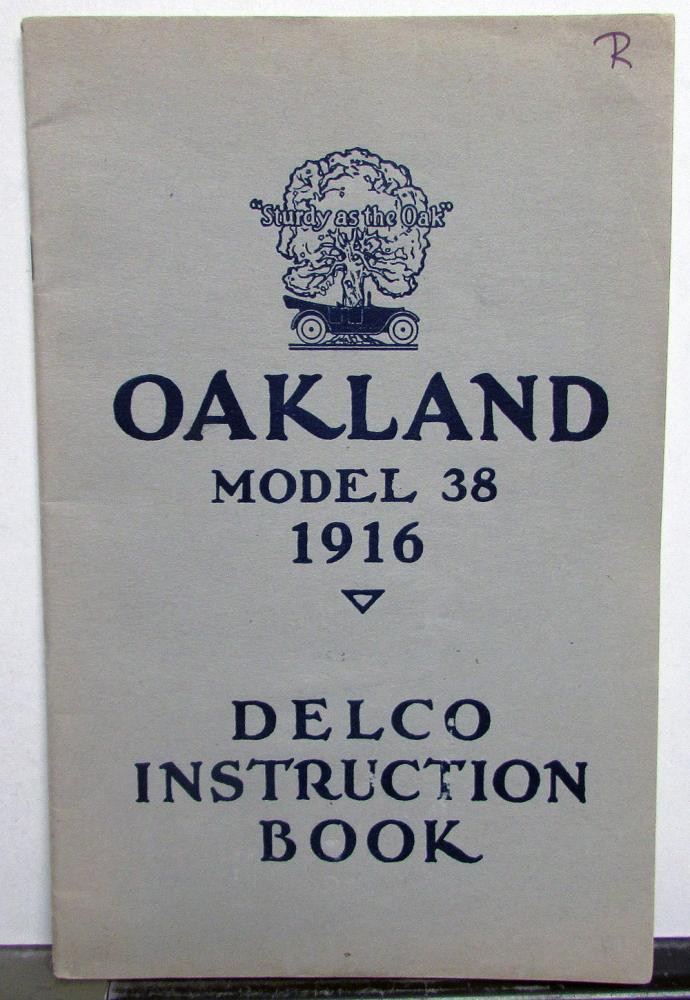 R
"Sturdy as the Oak"
OAKLAND
MODEL 38
1916
DELCO
INSTRUCTION
BOOK